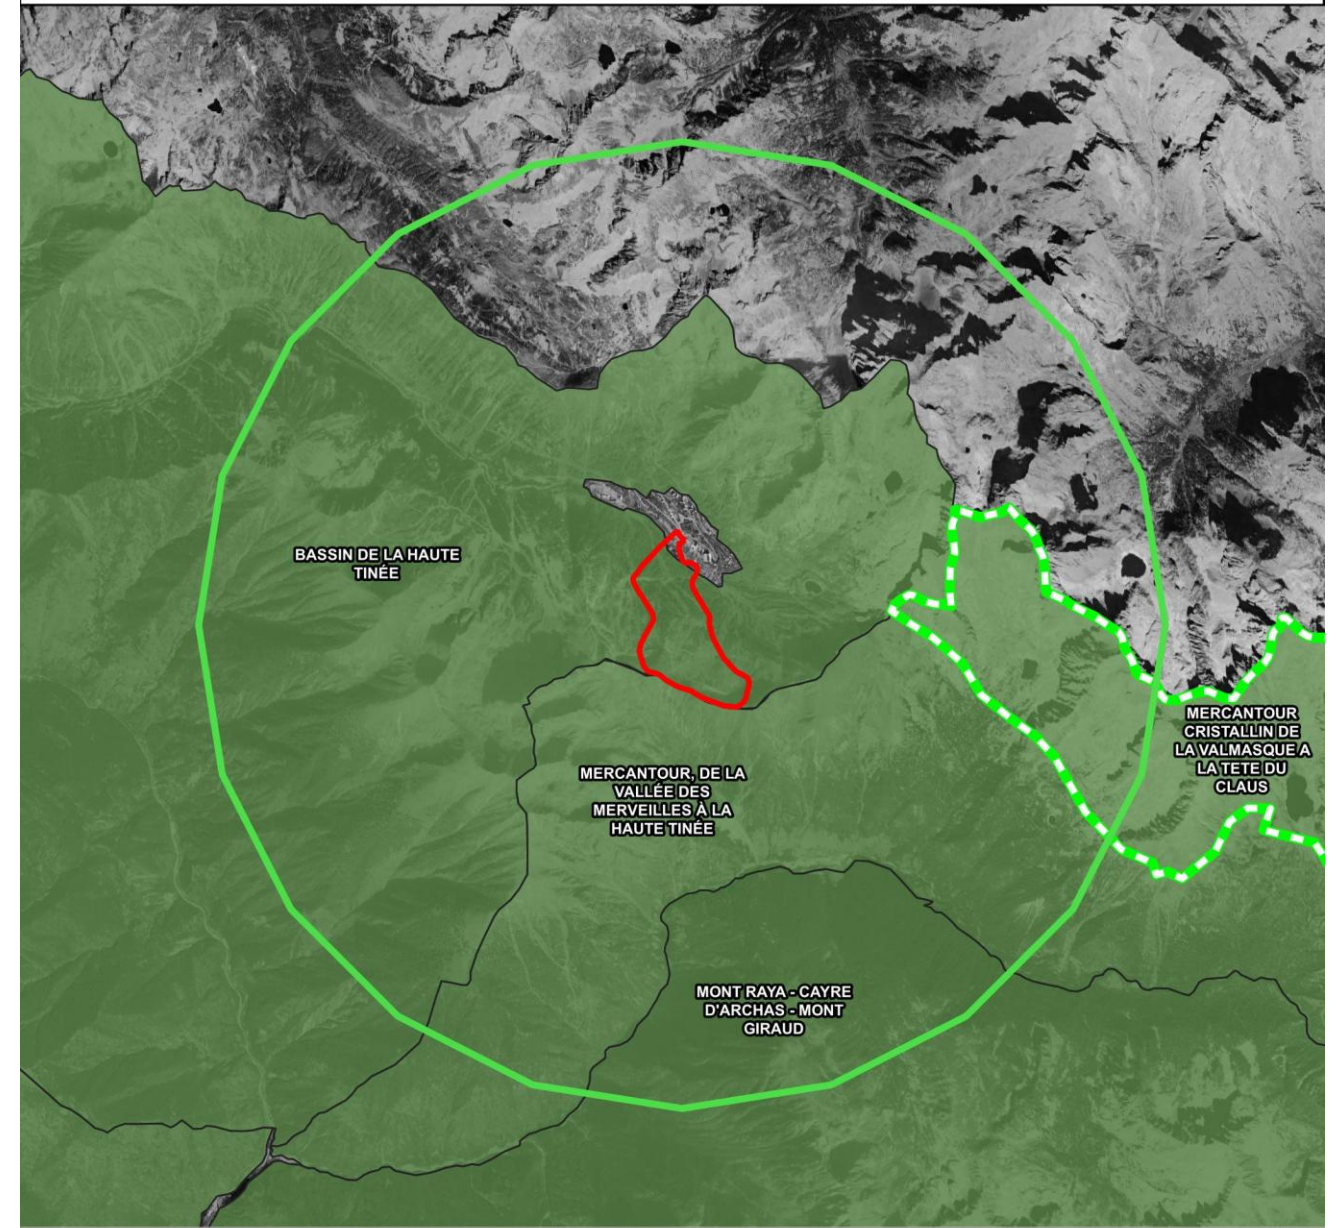 BASSIN DE LA HAUTE
TINÉE
MERCANTOUR
CRISTALLIN DE
LA VALMASQUE A
LA TETE DU
CLAUS
MERCANTOUR, DE LA
VALLÉE DES
MERVEILLES À LA
HAUTE TINÉE
MONT RAYA - CAYRE
D'ARCHAS - MONT
GIRAUD